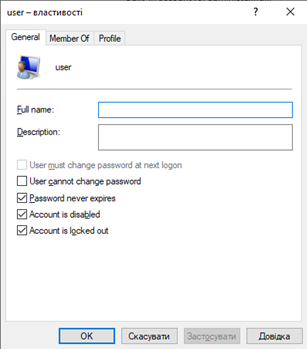 user – властивості
General Member Of Profile
user
Full name:
Description:
User must change password at next logon
User cannot change password
Password never expires
Account is disabled
Account is locked out
OK Скасувати Застосувати Довідка